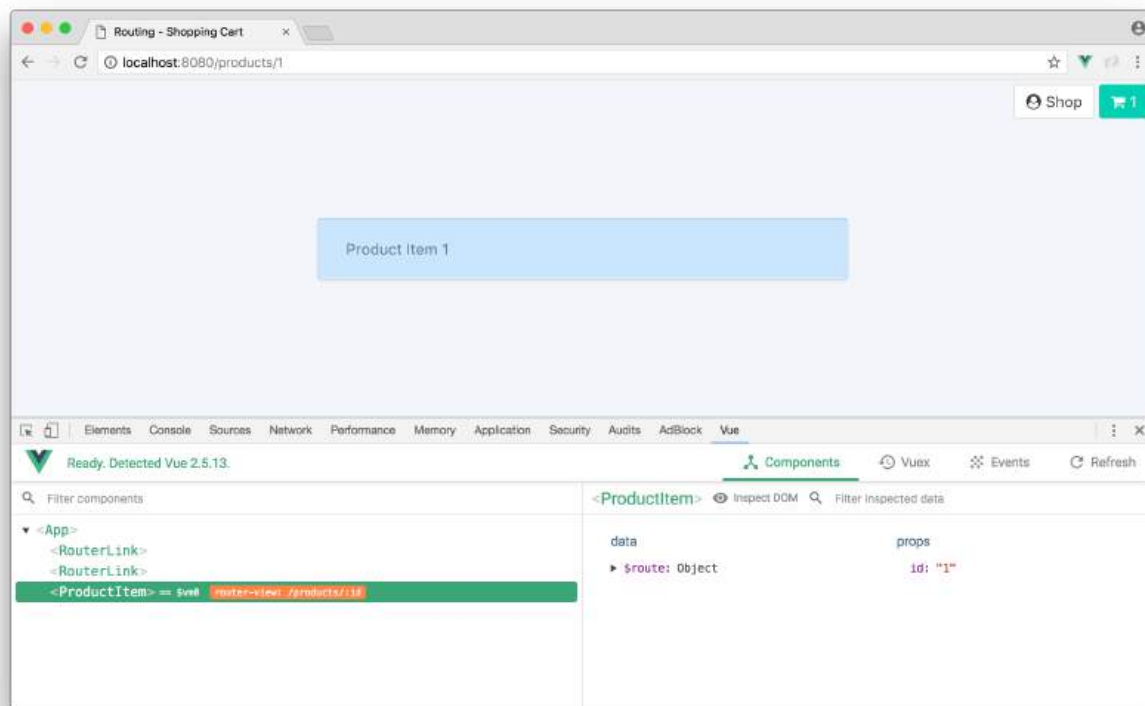 Routing - Shopping Cart ×
localhost:8080/products/1
Shop 1
Product Item 1
Elements Console Sources Network Performance Memory Application Security Audits AdBlock Vue
Ready. Detected Vue 2.5.13. Components Vuex Events Refresh
Filter components <ProductItem> Inspect DOM Filter inspected data
<App>
<RouterLink>
<RouterLink>
<ProductItem> == $vm0 router-view: /products/:id
data props
$route: Object id: "1"